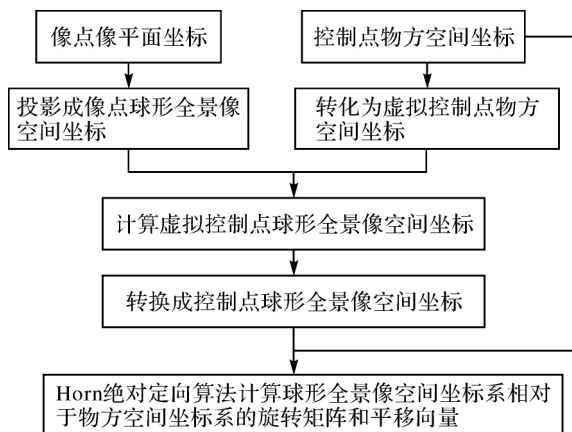 像点像平面坐标
控制点物方空间坐标
投影成像点球形全景像
空间坐标
转化为虚拟控制点物方
空间坐标
计算虚拟控制点球形全景像空间坐标
转换成控制点球形全景像空间坐标
Horn绝对定向算法计算球形全景像空间坐标系相对
于物方空间坐标系的旋转矩阵和平移向量